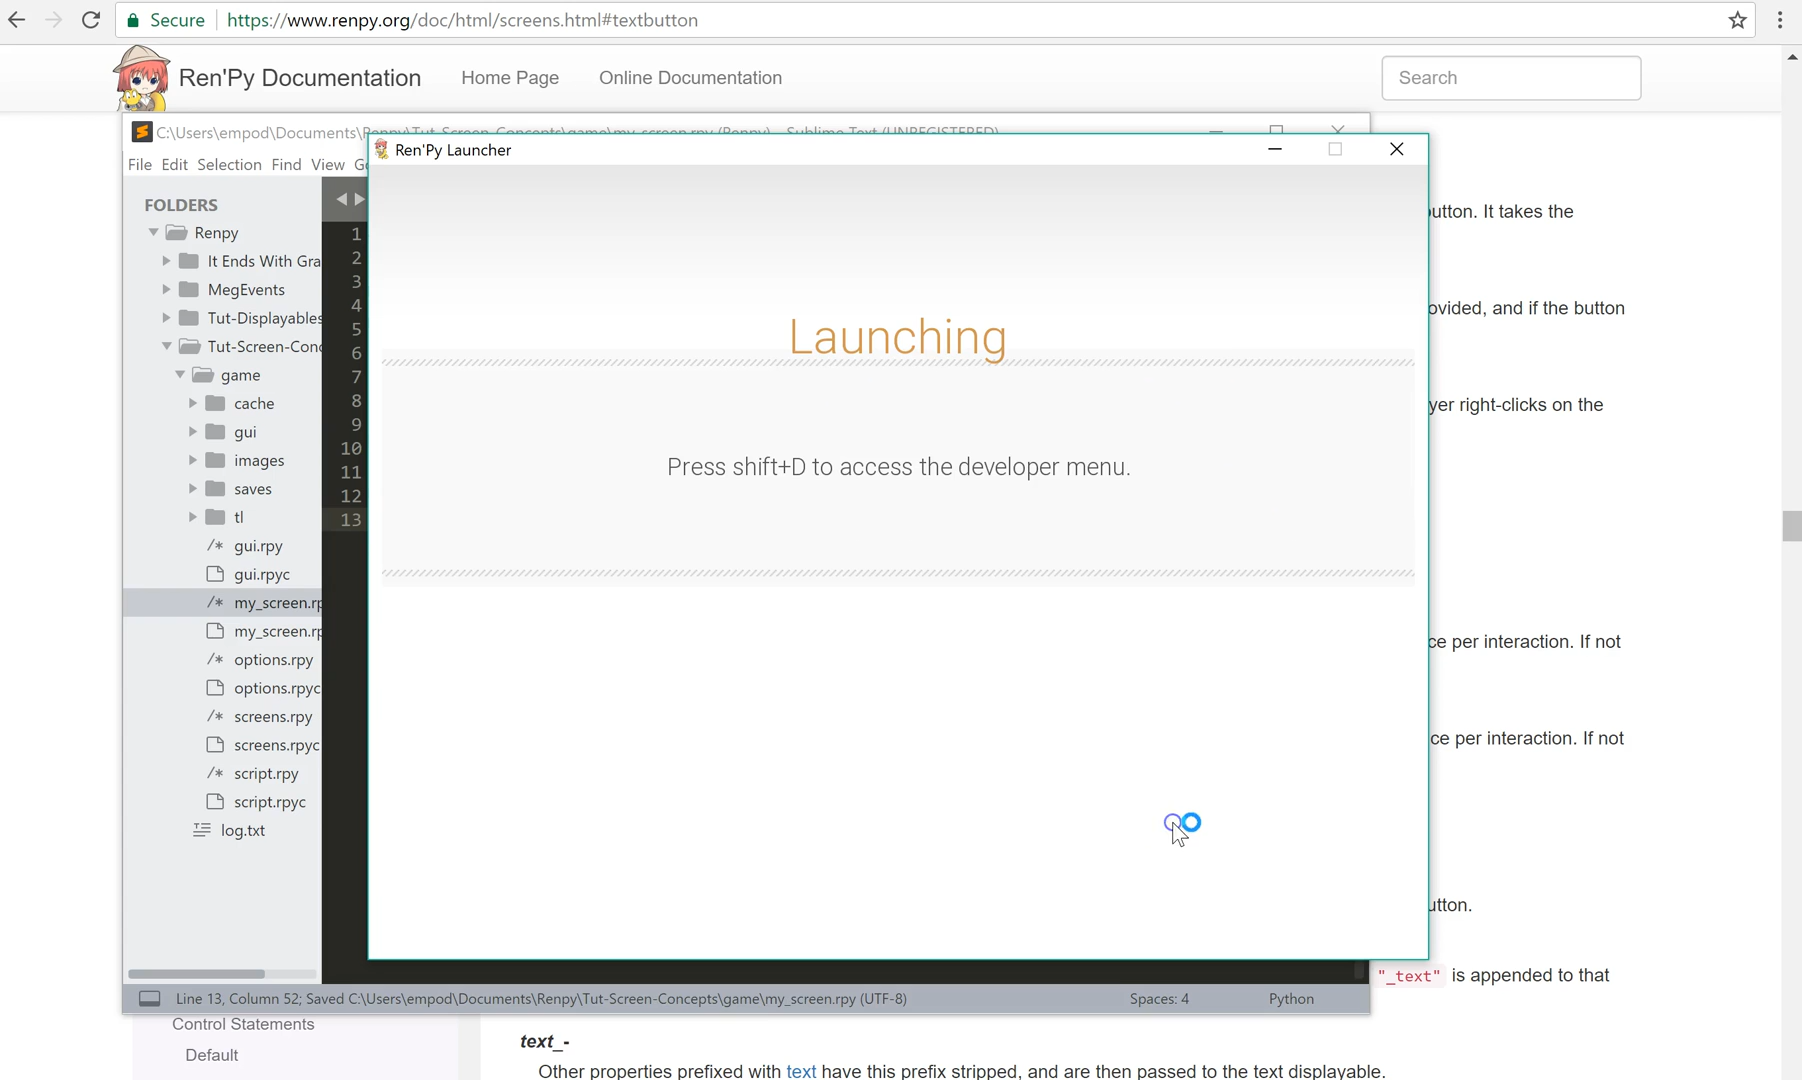 Secure https://www.renpy.org/doc/html/screens.html#textbutton
Ren'Py Documentation Home Page Online Documentation Search
C:\Users\empod\Documents\
Ren'Py Launcher
File Edit Selection Find View
FOLDERS
Renpy
It Ends With Gra
MegEvents
Tut-Displayables
Tut-Screen-Con
game
cache
gui
images
saves
tl
gui.rpy
gui.rpyc
my_screen.rp
my_screen.rp
options.rpy
options.rpyc
screens.rpy
screens.rpyc
script.rpy
script.rpyc
log.txt
1
2
3
4
5
6
7
8
9
10
11
12
13
Launching
Press shift+D to access the developer menu.
utton. It takes the
ovided, and if the button
yer right-clicks on the
ce per interaction. If not
ce per interaction. If not
utton.
"_text" is appended to that
Line 13, Column 52; Saved C:\Users\empod\Documents\Renpy\Tut-Screen-Concepts\game\my_screen.rpy (UTF-8) Spaces: 4 Python
Control Statements
Default
text_-
Other properties prefixed with text have this prefix stripped, and are then passed to the text displayable.